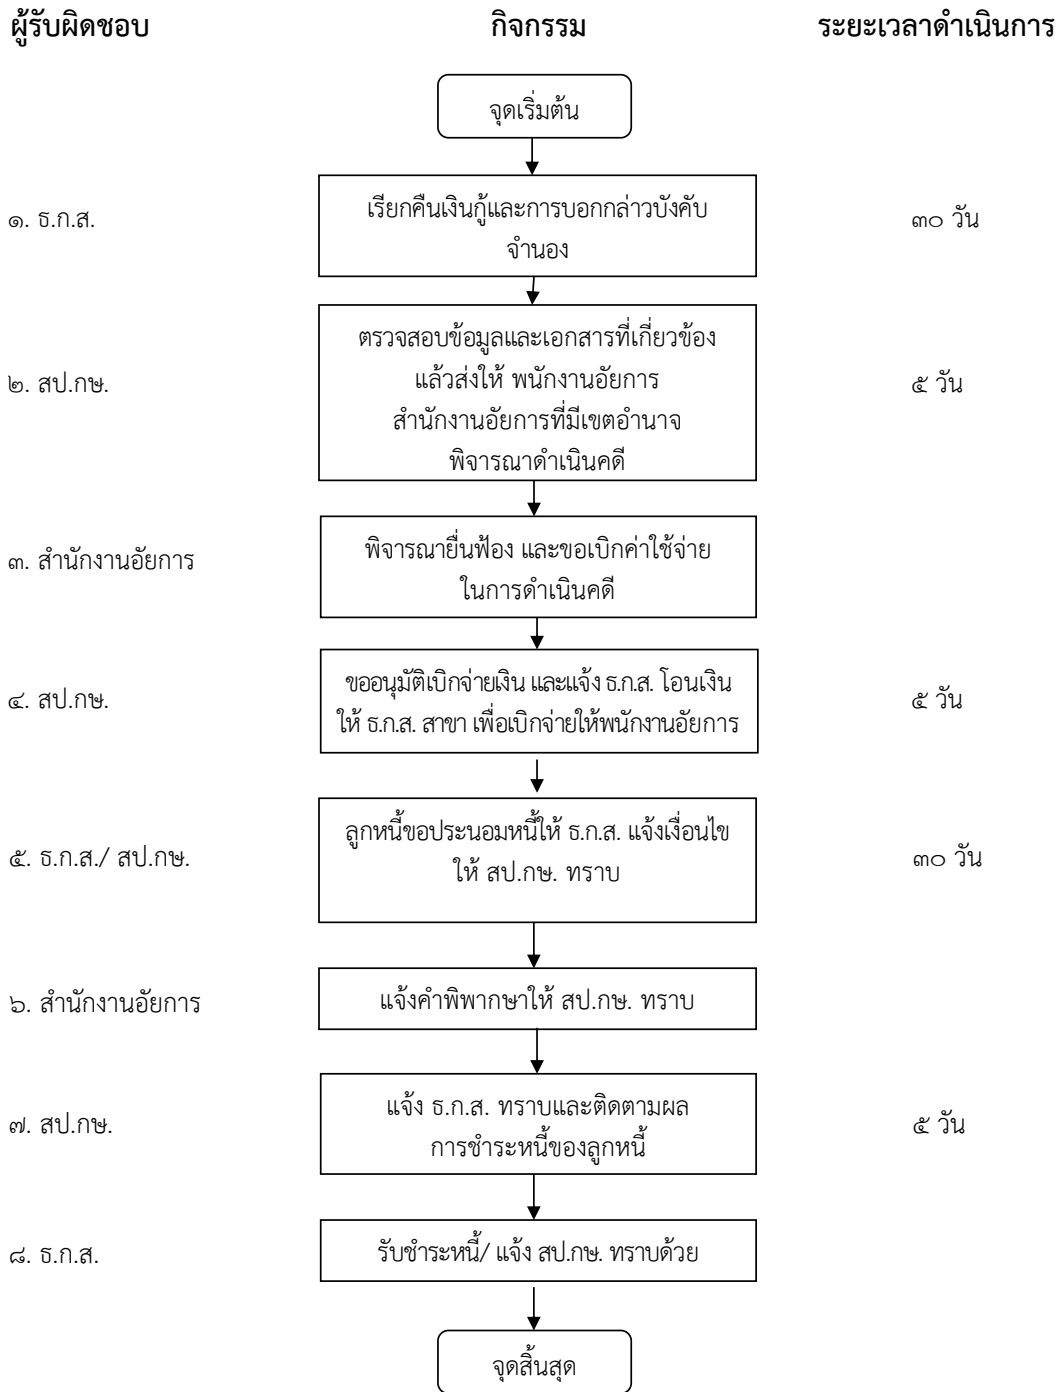 ผู้รับผิดชอบ กิจกรรม ระยะเวลาดำเนินการ
จุดเริ่มต้น
๑. ธ.ก.ส. เรียกคืนเงินกู้และการบอกกล่าวบังคับ ๓๐ วัน
จำนอง
ตรวจสอบข้อมูลและเอกสารที่เกี่ยวข้อง
๒. สป.กษ. แล้วส่งให้ พนักงานอัยการ ๕ วัน
สำนักงานอัยการที่มีเขตอำนาจ
พิจารณาดำเนินคดี
๓. สำนักงานอัยการ พิจารณายื่นฟ้อง และขอเบิกค่าใช้จ่าย
ในการดำเนินคดี
๔. สป.กษ. ขออนุมัติเบิกจ่ายเงิน และแจ้ง ธ.ก.ส. โอนเงิน ๕ วัน
ให้ ธ.ก.ส. สาขา เพื่อเบิกจ่ายให้พนักงานอัยการ
๕. ธ.ก.ส./ สป.กษ. ลูกหนี้ขอประนอมหนี้ให้ ธ.ก.ส. แจ้งเงื่อนไข ๓๐ วัน
ให้ สป.กษ. ทราบ
๖. สำนักงานอัยการ แจ้งคำพิพากษาให้ สป.กษ. ทราบ
๗. สป.กษ. แจ้ง ธ.ก.ส. ทราบและติดตามผล ๕ วัน
การชำระหนี้ของลูกหนี้
๘. ธ.ก.ส. รับชำระหนี้/ แจ้ง สป.กษ. ทราบด้วย
จุดสิ้นสุด